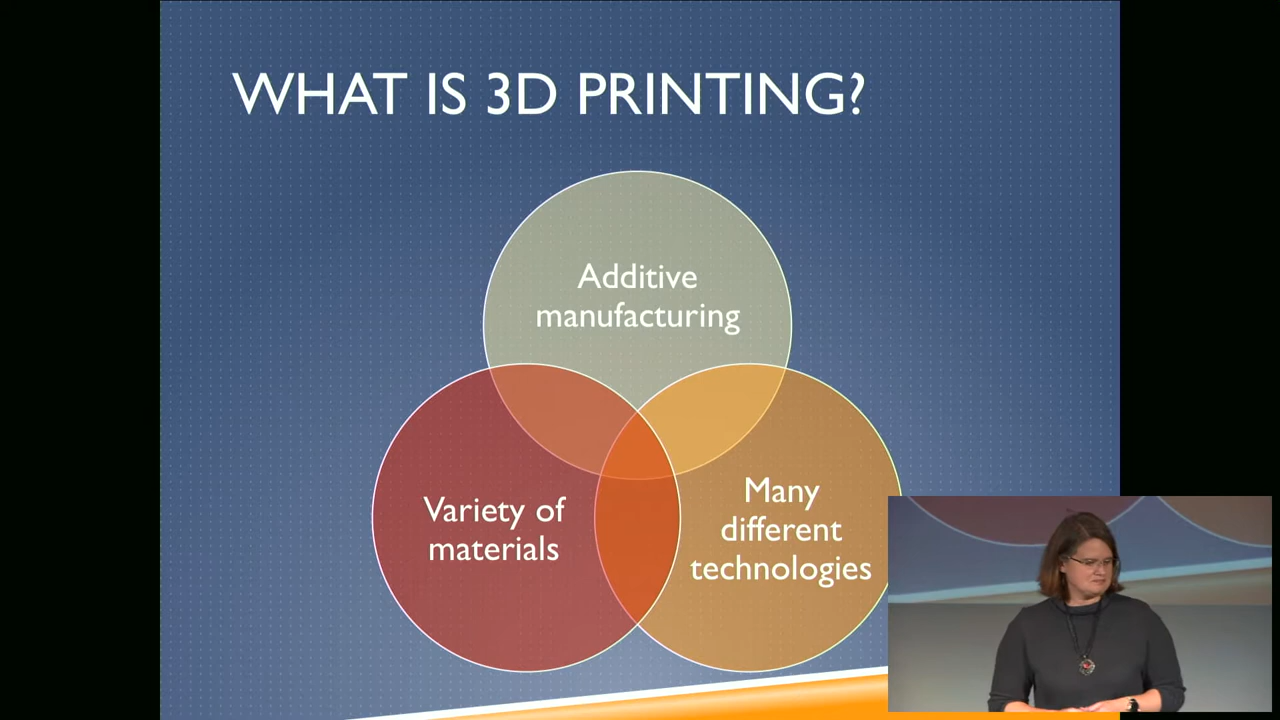 WHAT IS 3D PRINTING?
Additive
manufacturing
Variety of
materials
Many
different
technologies